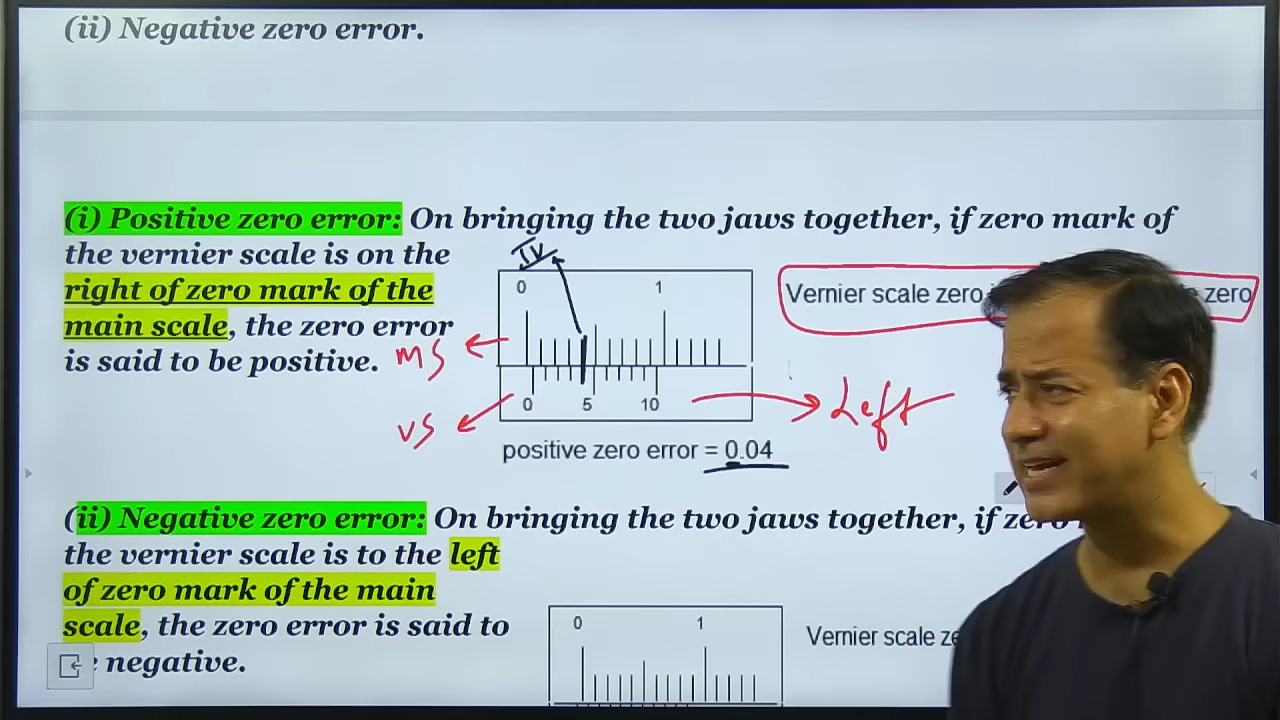 (ii) Negative zero error.
(i) Positive zero error: On bringing the two jaws together, if zero mark of
the vernier scale is on the
right of zero mark of the
main scale, the zero error
is said to be positive.
IV
0 1
MS
0 5 10
VS
Left
positive zero error = 0.04
Vernier scale zero zero
(ii) Negative zero error: On bringing the two jaws together, if zero
the vernier scale is to the left
of zero mark of the main
scale, the zero error is said to
negative.
0 1
Vernier scale